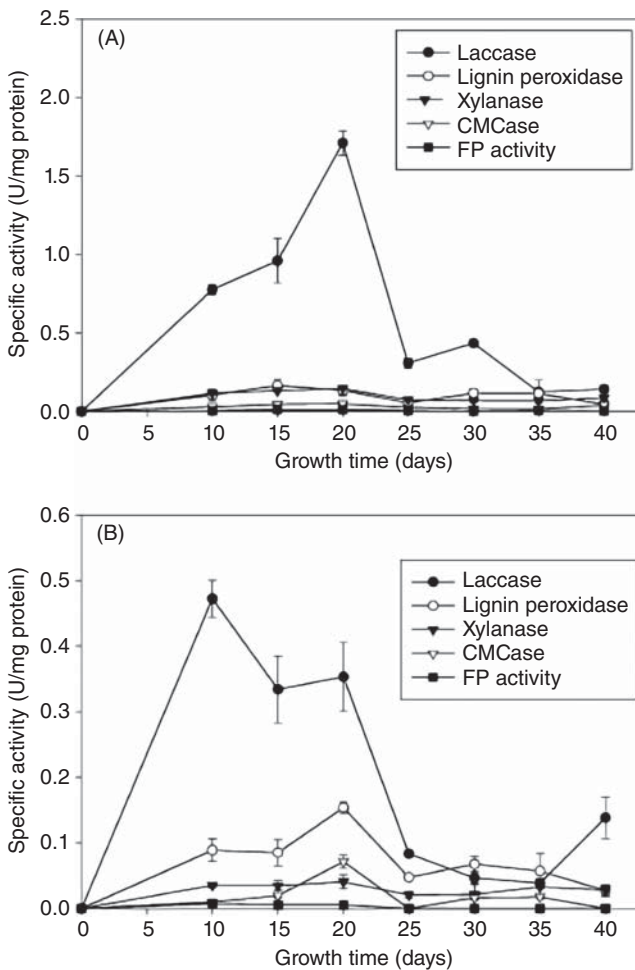 (A)
Laccase
Lignin peroxidase
Xylanase
CMCase
FP activity
Specific activity (U/mg protein)
2.5
2.0
1.5
1.0
0.5
0.0
0 5 10 15 20 25 30 35 40
Growth time (days)
(B)
Laccase
Lignin peroxidase
Xylanase
CMCase
FP activity
Specific activity (U/mg protein)
0.6
0.5
0.4
0.3
0.2
0.1
0.0
0 5 10 15 20 25 30 35 40
Growth time (days)